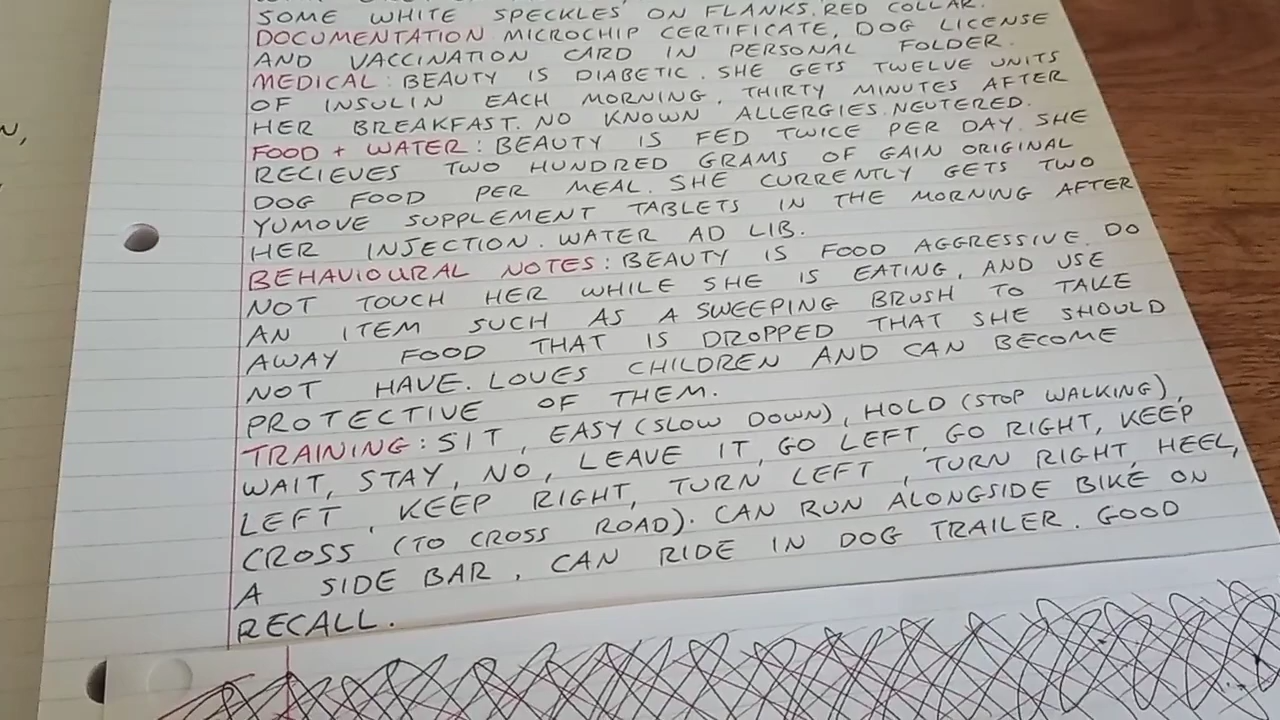 SOME WHITE SPECKLES ON FLANKS. RED COLLAR.
DOCUMENTATION MICROCHIP CERTIFICATE, DOG LICENSE
AND VACCINATION CARD IN PERSONAL FOLDER.
MEDICAL: BEAUTY IS DIABETIC. SHE GETS TWELVE UNITS
OF INSULIN EACH MORNING, THIRTY MINUTES AFTER
HER BREAKFAST. NO KNOWN ALLERGIES. NEUTERED.
FOOD + WATER: BEAUTY IS FED TWICE PER DAY. SHE
RECIEVES TWO HUNDRED GRAMS OF GAIN ORIGINAL
DOG FOOD PER MEAL. SHE CURRENTLY GETS TWO
YUMOVE SUPPLEMENT TABLETS IN THE MORNING AFTER
HER INJECTION. WATER AD LIB.
BEHAVIOURAL NOTES: BEAUTY IS FOOD AGGRESSIVE. DO
NOT TOUCH HER WHILE SHE IS EATING, AND USE
AN ITEM SUCH AS A SWEEPING BRUSH TO TAKE
AWAY FOOD THAT IS DROPPED THAT SHE SHOULD
NOT HAVE. LOVES CHILDREN AND CAN BECOME
PROTECTIVE OF THEM.
TRAINING: SIT, EASY (SLOW DOWN), HOLD (STOP WALKING),
WAIT, STAY, NO, LEAVE IT, GO LEFT, GO RIGHT, KEEP
LEFT, KEEP RIGHT, TURN LEFT, TURN RIGHT, HEEL,
CROSS (TO CROSS ROAD). CAN RUN ALONGSIDE BIKE ON
A SIDE BAR, CAN RIDE IN DOG TRAILER. GOOD
RECALL.